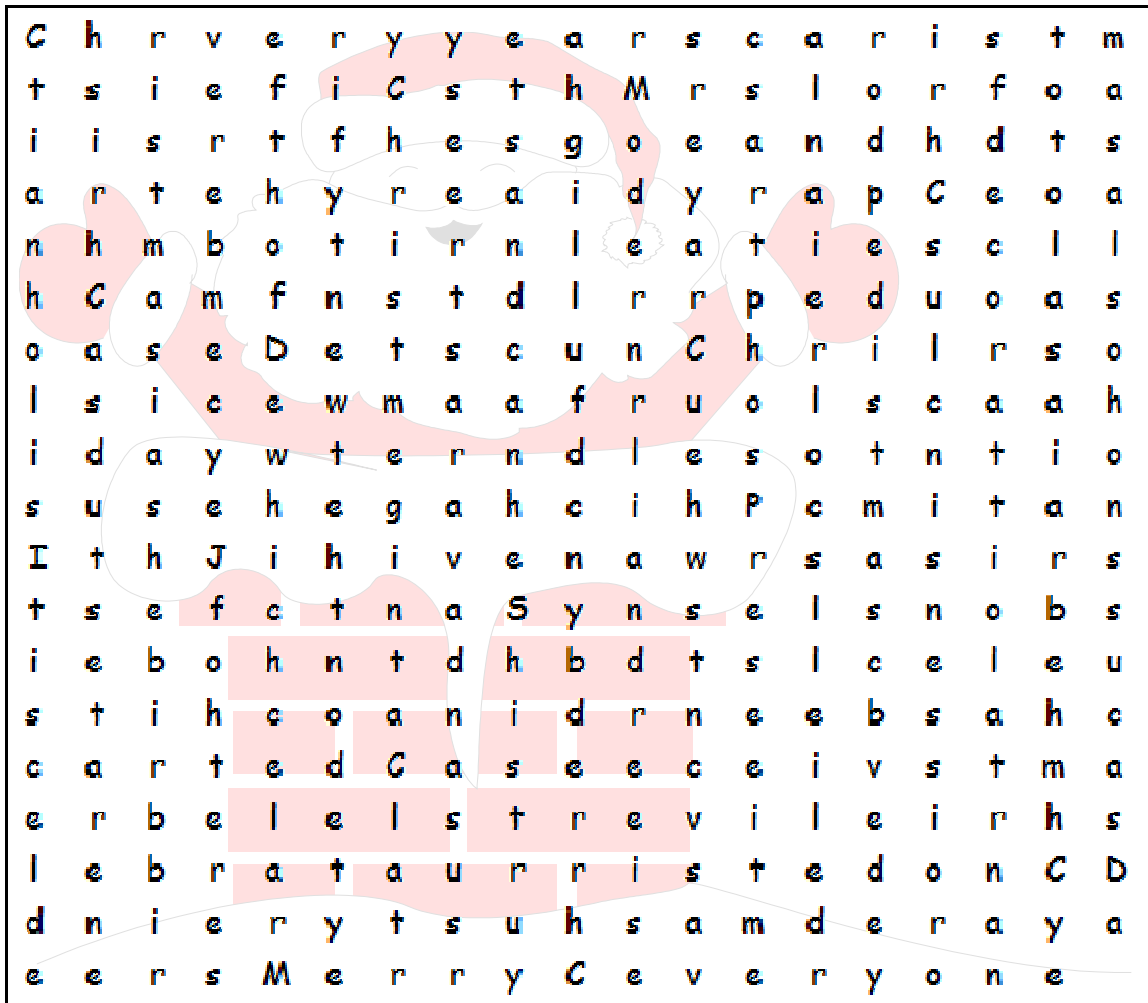 C h r v e r y y e a r s c a r i s t m
t s i e f i C s t h M r s l o r f o a
i i s r t f h e s g o e a n d h d t s
a r t e h y r e a i d y r a p C e o a
n h m b o t i r n l e a t i e s c l l
h C a m f n s t d l r r p e d u o a s
o a s e D e t s c u n C h r i l r s o
l s i c e w m a a f r u o l s c a a h
i d a y w t e r n d l e s o t n t i o
s u s e h e g a h c i h P c m i t a n
I t h J i h i v e n a w r s a s i r s
t s e f c t n a S y n s e l s n o b s
i e b o h n t d h b d t s l c e l e u
s t i h c o a n i d r n e e b s a h c
c a r t e d C a s e e c e i v s t m a
e r b e l e l s t r e v i l e i r h s
l e b r a t a u r r i s t e d o n C D
d n i e r y t s u h s a m d e r a y a
e e r s M e r r y C e v e r y o n e